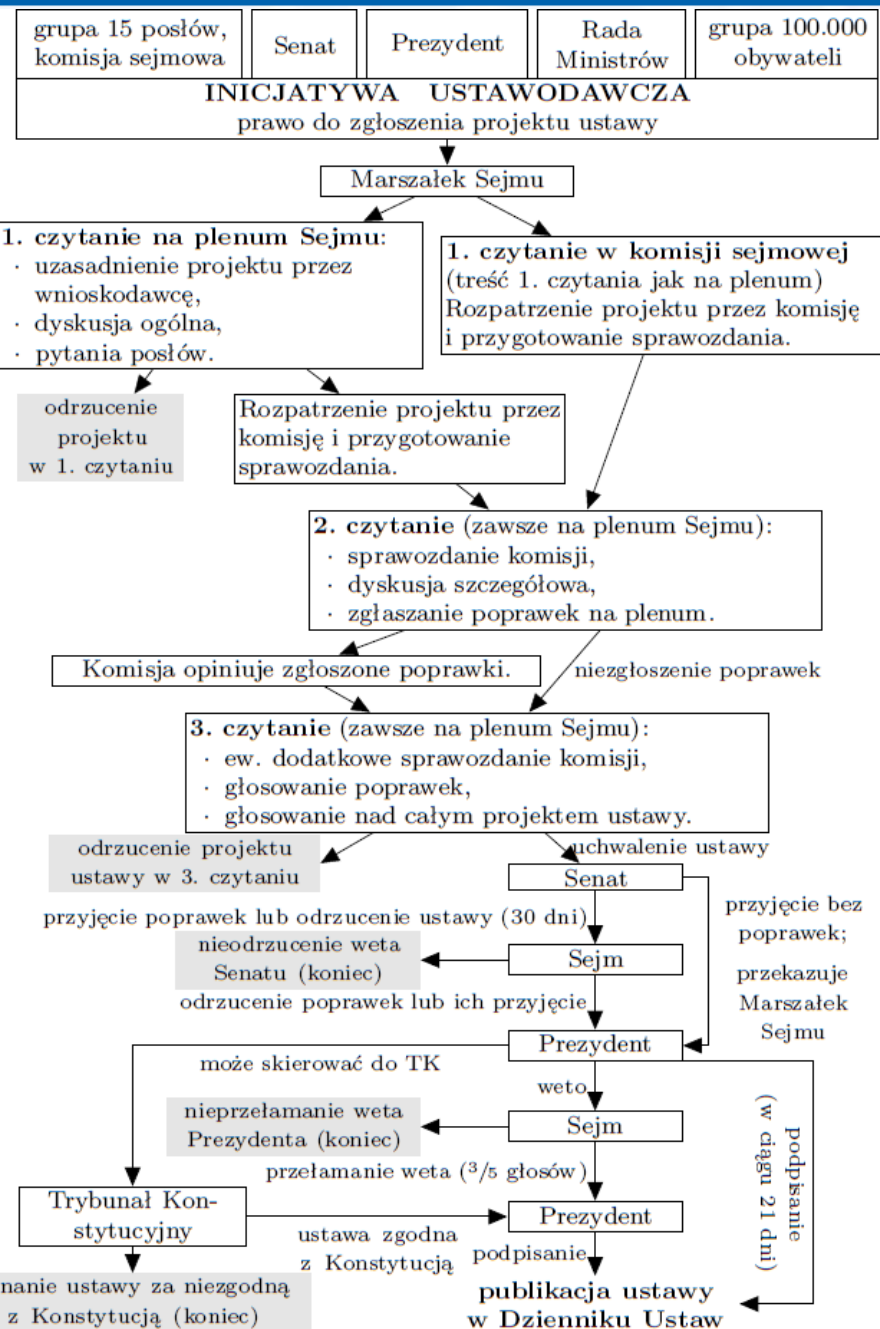 grupa 15 posłów,
komisja sejmowa
Senat
Prezydent
Rada
Ministrów
grupa 100.000
obywateli
INICJATYWA USTAWODAWCZA
prawo do zgłoszenia projektu ustawy
Marszałek Sejmu
1. czytanie na plenum Sejmu:
· uzasadnienie projektu przez
wnioskodawcę,
· dyskusja ogólna,
· pytania posłów.
1. czytanie w komisji sejmowej
(treść 1. czytania jak na plenum)
Rozpatrzenie projektu przez komisję
i przygotowanie sprawozdania.
odrzucenie
projektu
w 1. czytaniu
Rozpatrzenie projektu przez
komisję i przygotowanie
sprawozdania.
2. czytanie (zawsze na plenum Sejmu):
· sprawozdanie komisji,
· dyskusja szczegółowa,
· zgłaszanie poprawek na plenum.
Komisja opiniuje zgłoszone poprawki.
niezgłoszenie poprawek
3. czytanie (zawsze na plenum Sejmu):
· ew. dodatkowe sprawozdanie komisji,
· głosowanie poprawek,
· głosowanie nad całym projektem ustawy.
odrzucenie projektu
ustawy w 3. czytaniu
uchwalenie ustawy
Senat
przyjęcie poprawek lub odrzucenie ustawy (30 dni)
przyjęcie bez
poprawek;
przekazuje
Marszałek
Sejmu
nieodrzucenie weta
Senatu (koniec)
Sejm
odrzucenie poprawek lub ich przyjęcie
Prezydent
może skierować do TK
weto
nieprzełamanie weta
Prezydenta (koniec)
Sejm
podpisanie
(w ciągu 21 dni)
przełamanie weta (3/5 głosów)
Trybunał Kon-
stytucyjny
Prezydent
ustawa zgodna
z Konstytucją
podpisanie
nanie ustawy za niezgodną
z Konstytucją (koniec)
publikacja ustawy
w Dzienniku Ustaw